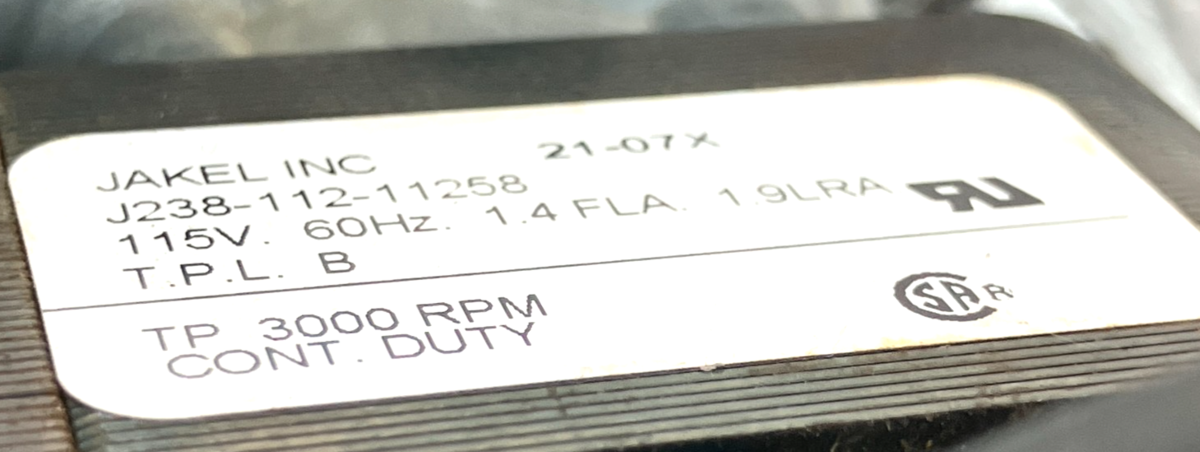 JAKEL INC 21-07X
J238-112-11258
115V. 60Hz. 1.4 FLA. 1.9LRA
T.P.L. B
TP 3000 RPM
CONT. DUTY